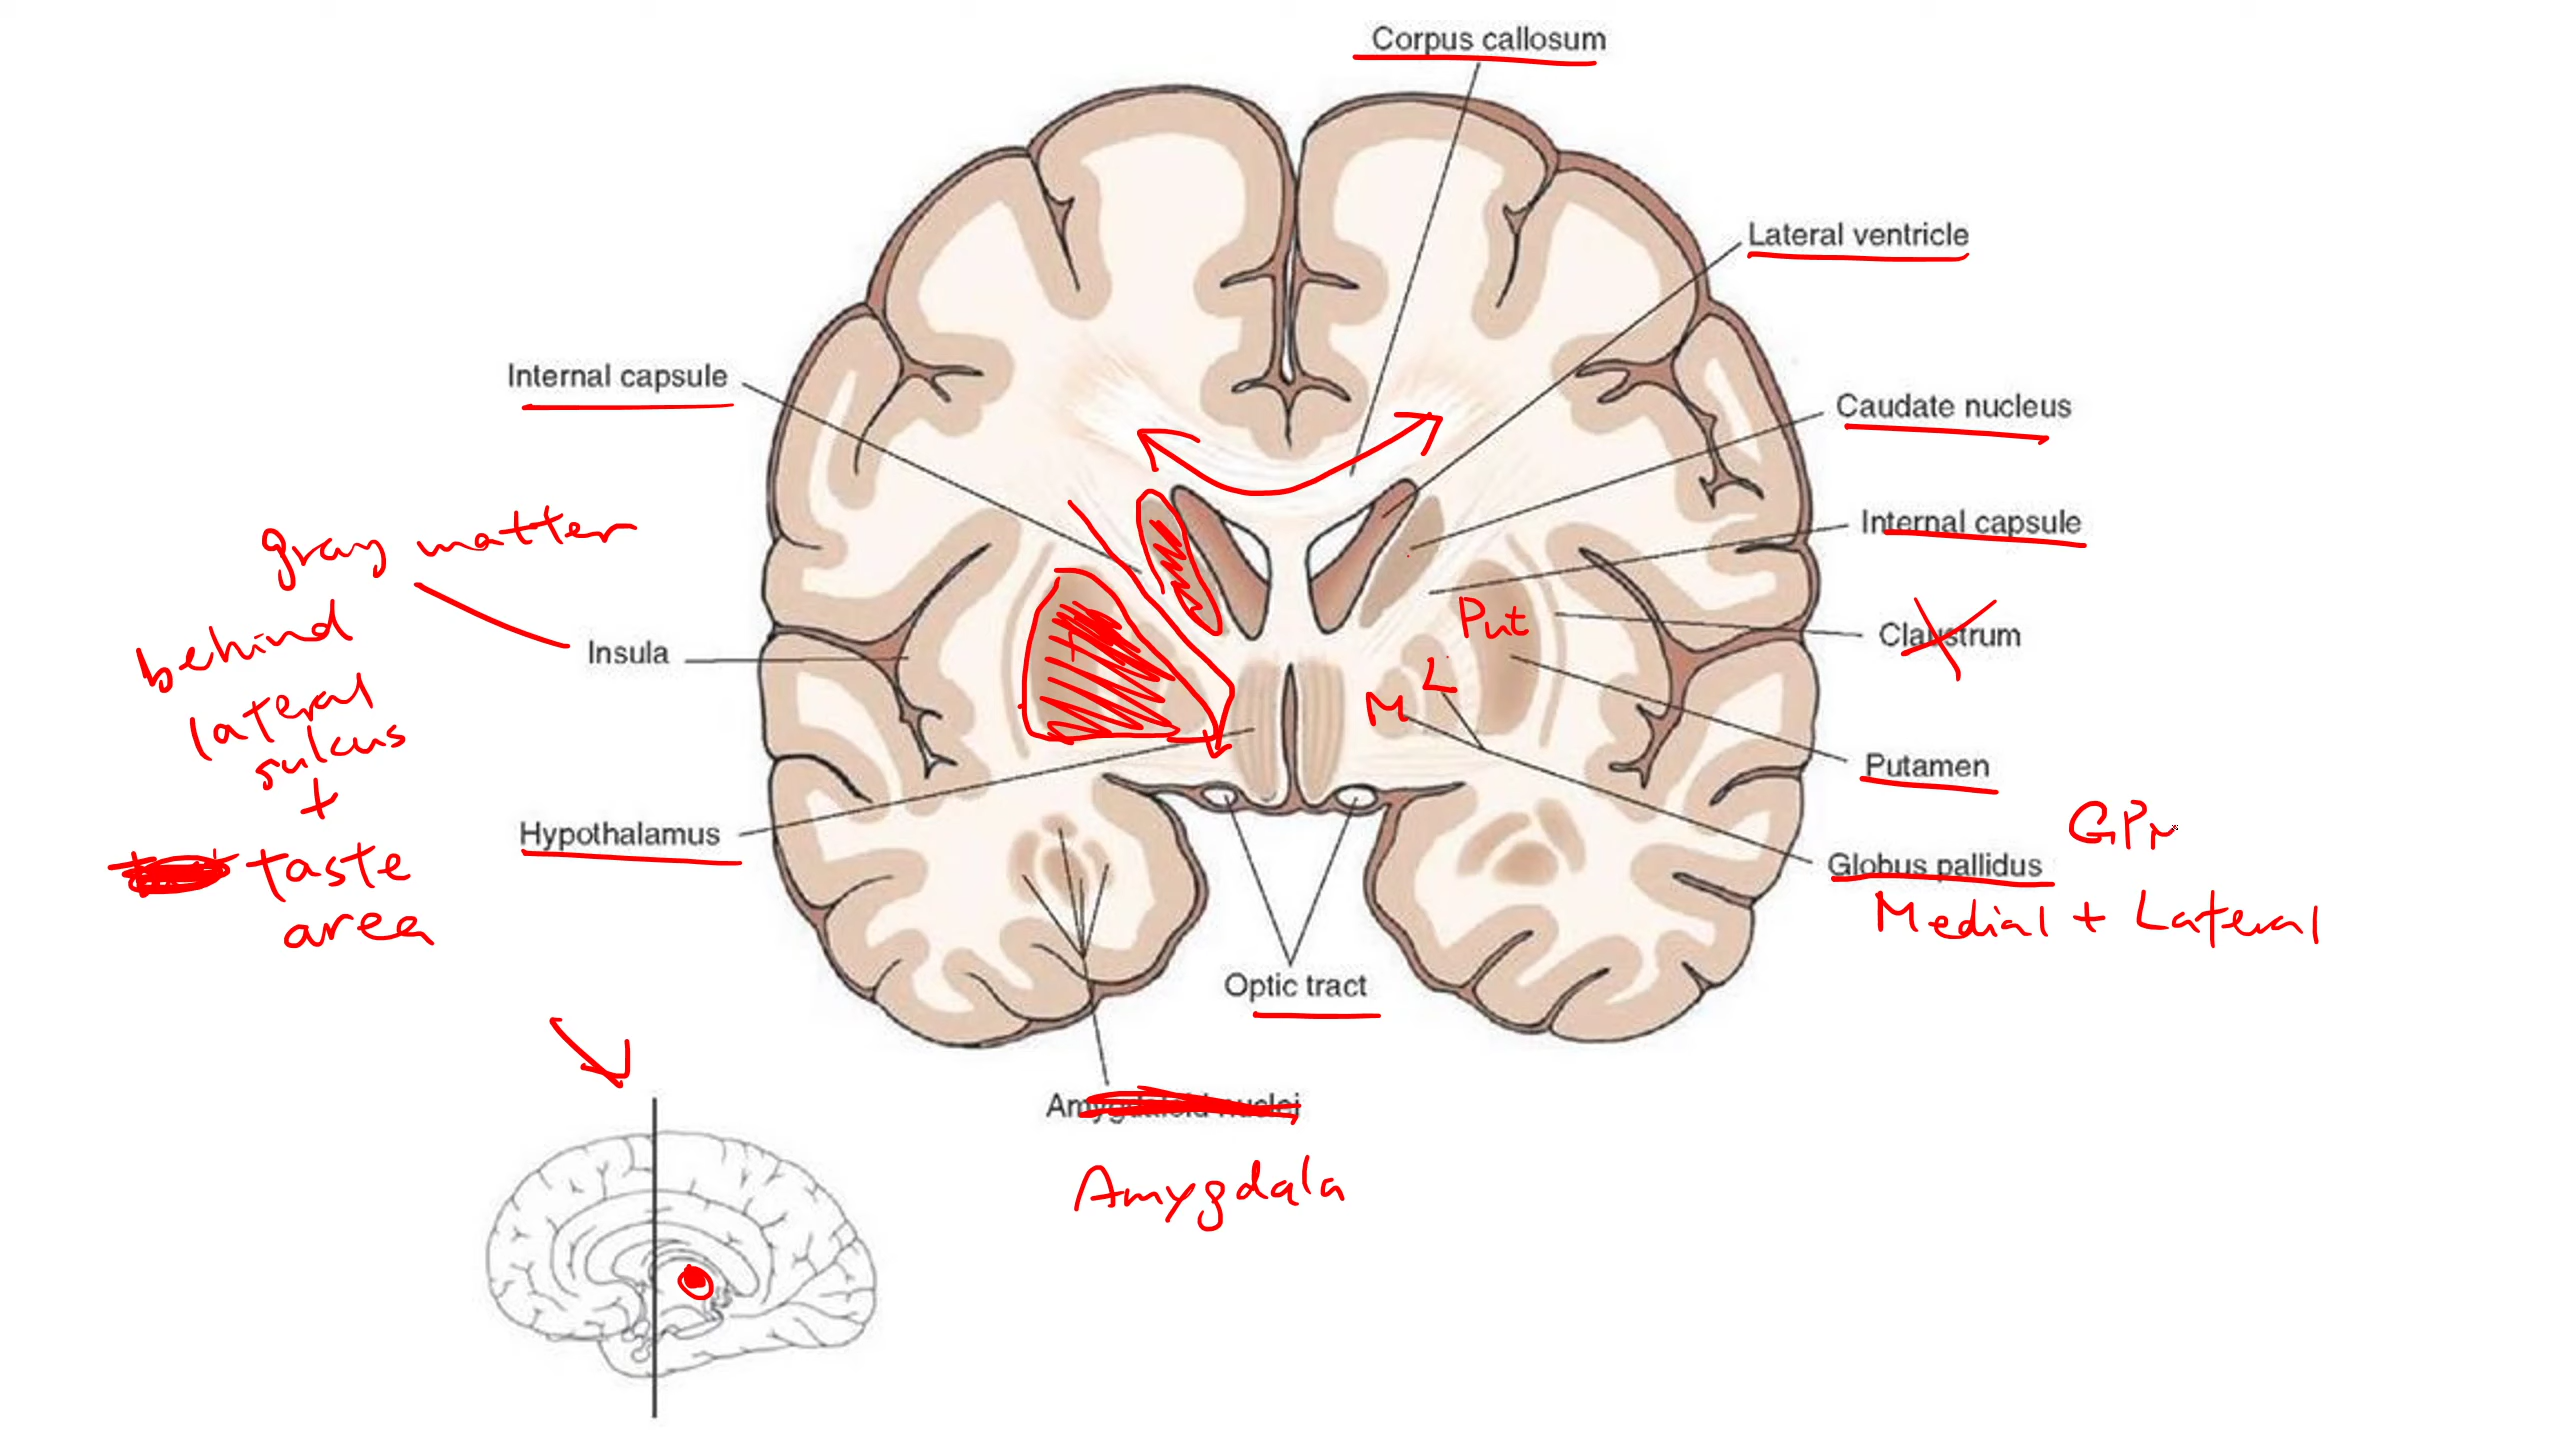 Corpus callosum
Lateral ventricle
Internal capsule
Caudate nucleus
Internal capsule
gray matter
Put
Claustrum
behind
Insula
L
M
lateral
sulcus
Putamen
+
Hypothalamus
GPM
taste
Globus pallidus
area
Medial + Lateral
Optic tract
Amygdaloid nuclei
Amygdala